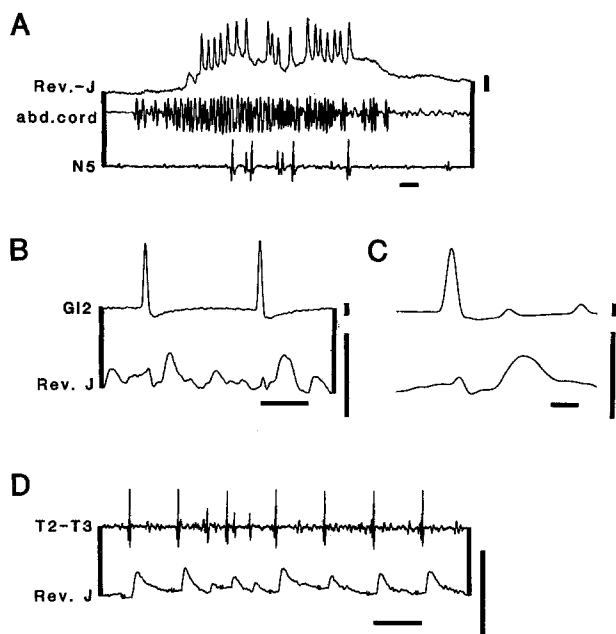 A
Rev.-J
abd.cord
N5
B
GI2
Rev. J
C
D
T2-T3
Rev. J